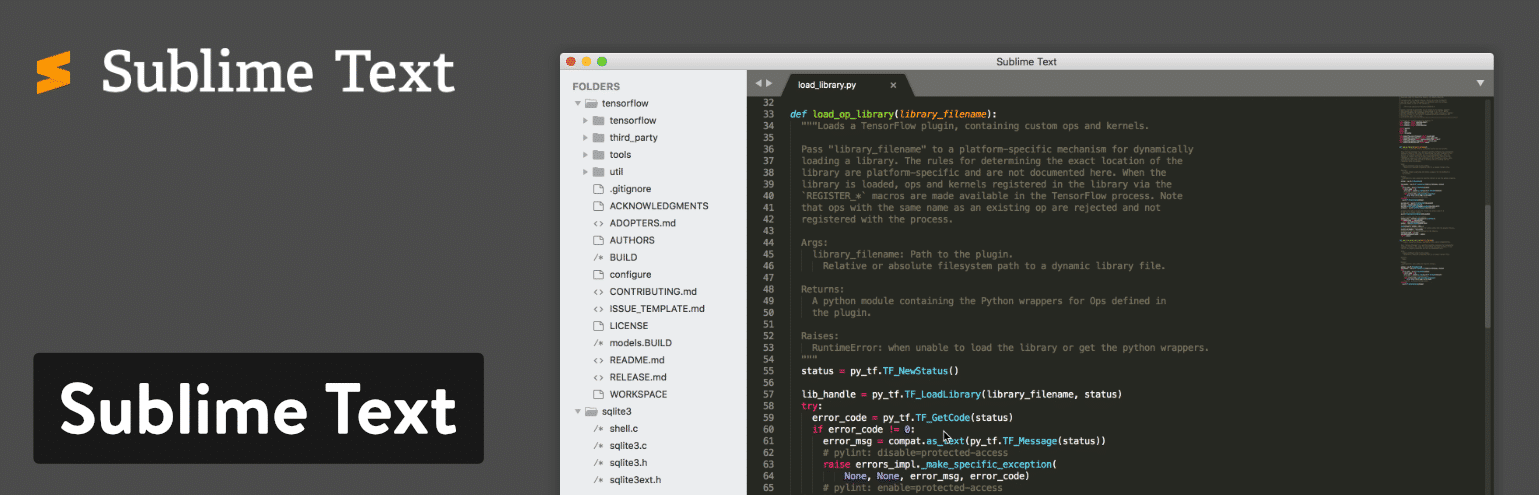 Sublime Text
Sublime Text
Sublime Text
FOLDERS
tensorflow
tensorflow
third_party
tools
util
.gitignore
ACKNOWLEDGMENTS
<> ADOPTERS.md
AUTHORS
/* BUILD
configure
<> CONTRIBUTING.md
<> ISSUE_TEMPLATE.md
LICENSE
/* models.BUILD
<> README.md
<> RELEASE.md
<> WORKSPACE
sqlite3
/* shell.c
/* sqlite3.c
/* sqlite3.h
/* sqlite3ext.h
load_library.py ×
32
33 def load_op_library(library_filename):
34 """Loads a TensorFlow plugin, containing custom ops and kernels.
35
36 Pass "library_filename" to a platform-specific mechanism for dynamically
37 loading a library. The rules for determining the exact location of the
38 library are platform-specific and are not documented here. When the
39 library is loaded, ops and kernels registered in the library via the
40 `REGISTER_*` macros are made available in the TensorFlow process. Note
41 that ops with the same name as an existing op are rejected and not
42 registered with the process.
43
44 Args:
45 library_filename: Path to the plugin.
46 Relative or absolute filesystem path to a dynamic library file.
47
48 Returns:
49 A python module containing the Python wrappers for Ops defined in
50 the plugin.
51
52 Raises:
53 RuntimeError: when unable to load the library or get the python wrappers.
54 """
55 status = py_tf.TF_NewStatus()
56
57 lib_handle = py_tf.TF_LoadLibrary(library_filename, status)
58 try:
59 error_code = py_tf.TF_GetCode(status)
60 if error_code != 0:
61 error_msg = compat.as_text(py_tf.TF_Message(status))
62 # pylint: disable=protected-access
63 raise errors_impl._make_specific_exception(
64 None, None, error_msg, error_code)
65 # pylint: enable=protected-access